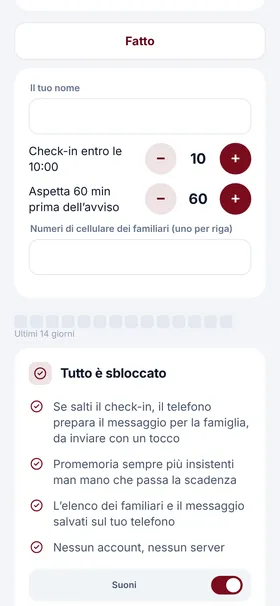 Fatto
Il tuo nome
Check-in entro le
10:00
− 10 +
Aspetta 60 min
prima dell'avviso
− 60 +
Numeri di cellulare dei familiari (uno per riga)
Ultimi 14 giorni
Tutto è sbloccato
Se salti il check-in, il telefono
prepara il messaggio per la famiglia,
da inviare con un tocco
Promemoria sempre più insistenti
man mano che passa la scadenza
L'elenco dei familiari e il messaggio
salvati sul tuo telefono
Nessun account, nessun server
Suoni